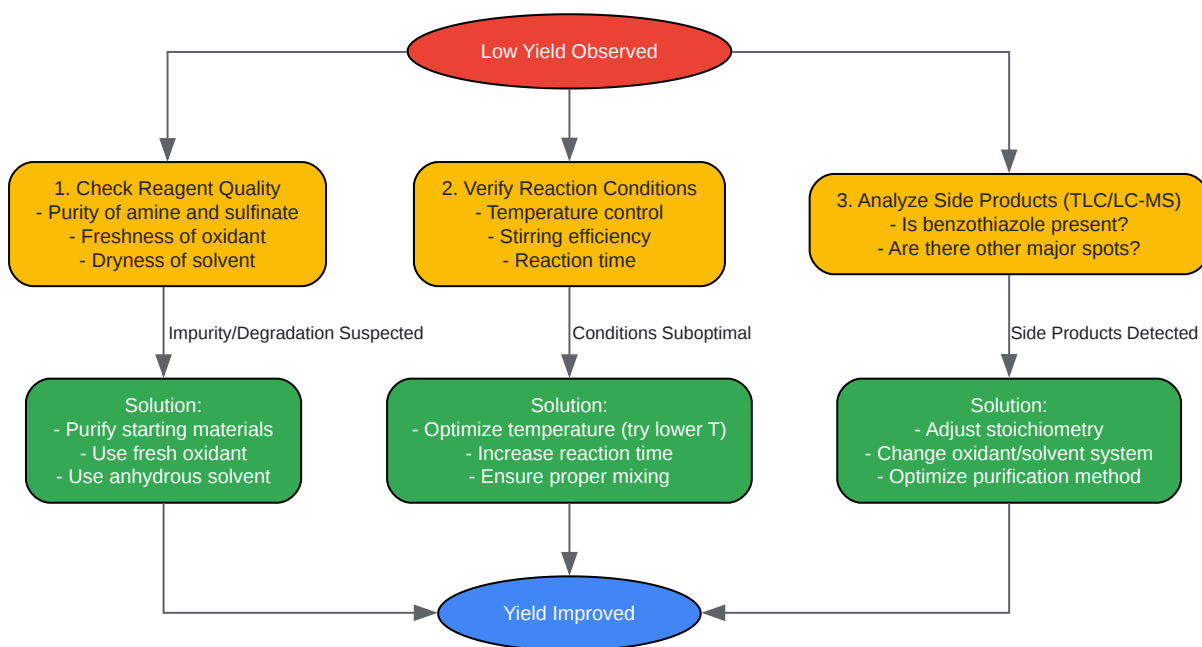 Low Yield Observed
1. Check Reagent Quality
- Purity of amine and sulfinate
- Freshness of oxidant
- Dryness of solvent
2. Verify Reaction Conditions
- Temperature control
- Stirring efficiency
- Reaction time
3. Analyze Side Products (TLC/LC-MS)
- Is benzothiazole present?
- Are there other major spots?
Impurity/Degradation Suspected
Conditions Suboptimal
Side Products Detected
Solution:
- Purify starting materials
- Use fresh oxidant
- Use anhydrous solvent
Solution:
- Optimize temperature (try lower T)
- Increase reaction time
- Ensure proper mixing
Solution:
- Adjust stoichiometry
- Change oxidant/solvent system
- Optimize purification method
Yield Improved